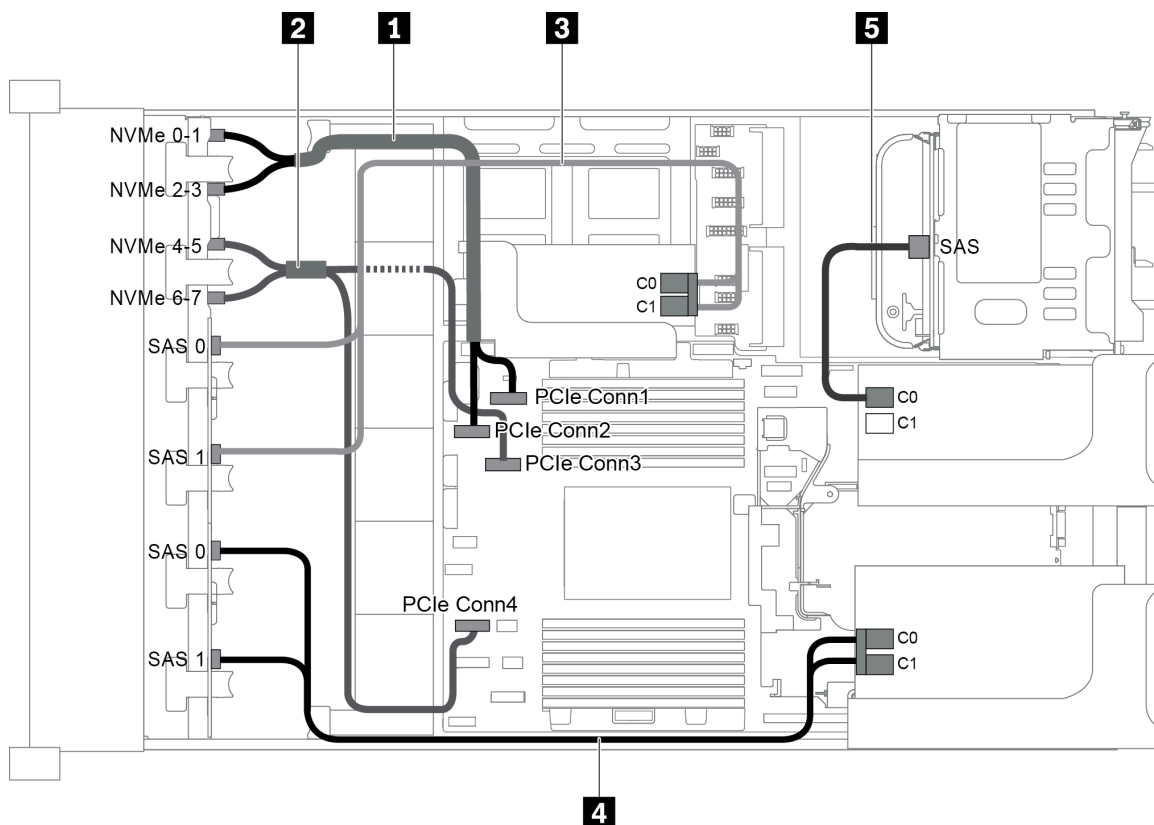 2
1
3
5
NVMe 0-1
NVMe 2-3
NVMe 4-5
NVMe 6-7
SAS 0
SAS 1
SAS 0
SAS 1
C0
C1
PCIe Conn1
PCIe Conn2
PCIe Conn3
PCIe Conn4
SAS
C0
C1
C0
C1
4